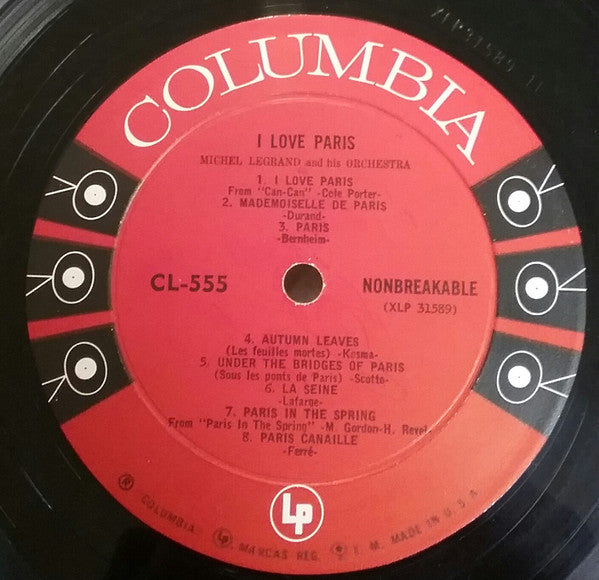 XLP31589
COLUMBIA
I LOVE PARIS
MICHEL LEGRAND and his ORCHESTRA
1. I LOVE PARIS
From "Can-Can" -Cole Porter-
2. MADEMOISELLE DE PARIS
-Durand-
3. PARIS
-Bernheim-
CL-555
NONBREAKABLE
(XLP 31589)
4. AUTUMN LEAVES
(Les feuilles mortes) -Kosma-
5. UNDER THE BRIDGES OF PARIS
(Sous les ponts de Paris) -Scotto-
6. LA SEINE
-Lafarge-
7. PARIS IN THE SPRING
From "Paris In The Spring" -M. Gordon-H. Revel-
8. PARIS CANAILLE
-Ferré-
LP
® COLUMBIA ® MARCAS REG. ® T. M. MADE IN U. S. A.